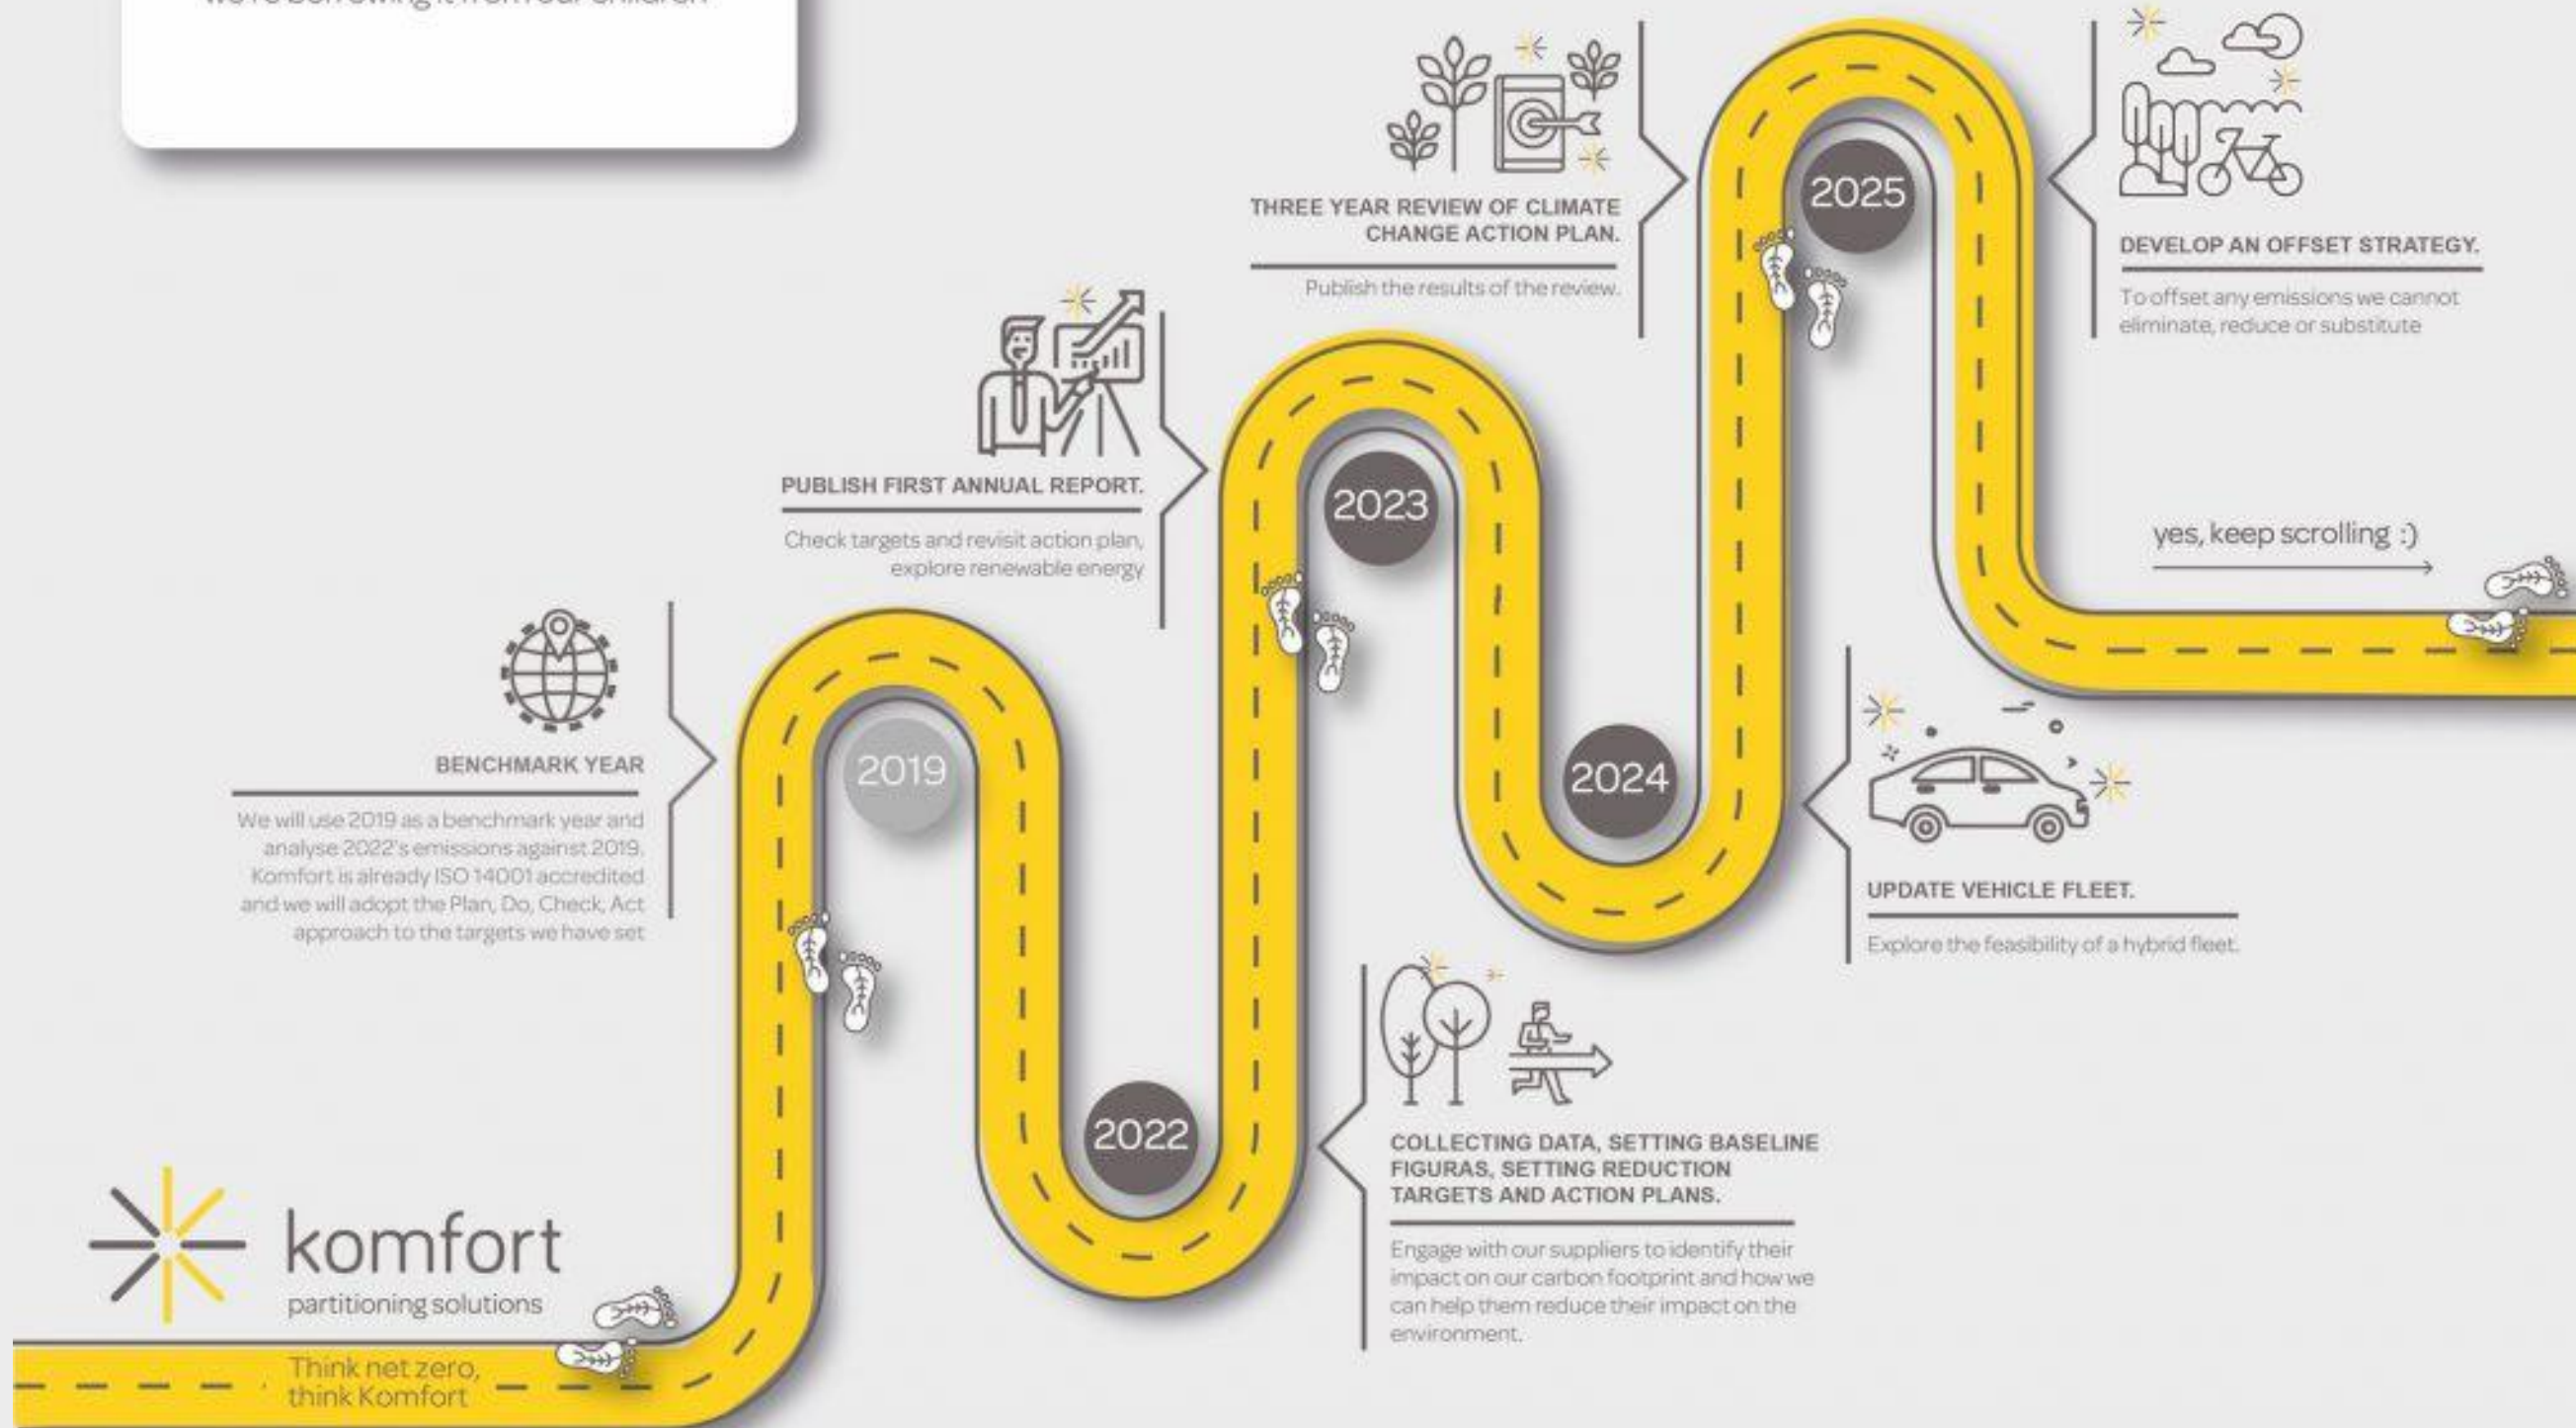 we're borrowing it from our children
THREE YEAR REVIEW OF CLIMATE
CHANGE ACTION PLAN.
Publish the results of the review.
2025
DEVELOP AN OFFSET STRATEGY.
To offset any emissions we cannot
eliminate, reduce or substitute
PUBLISH FIRST ANNUAL REPORT.
Check targets and revisit action plan,
explore renewable energy
2023
yes, keep scrolling :)
BENCHMARK YEAR
We will use 2019 as a benchmark year and
analyse 2022's emissions against 2019.
Komfort is already ISO 14001 accredited
and we will adopt the Plan, Do, Check, Act
approach to the targets we have set
2019
2024
UPDATE VEHICLE FLEET.
Explore the feasibility of a hybrid fleet.
2022
COLLECTING DATA, SETTING BASELINE
FIGURAS, SETTING REDUCTION
TARGETS AND ACTION PLANS.
Engage with our suppliers to identify their
impact on our carbon footprint and how we
can help them reduce their impact on the
environment.
komfort
partitioning solutions
Think net zero,
think Komfort